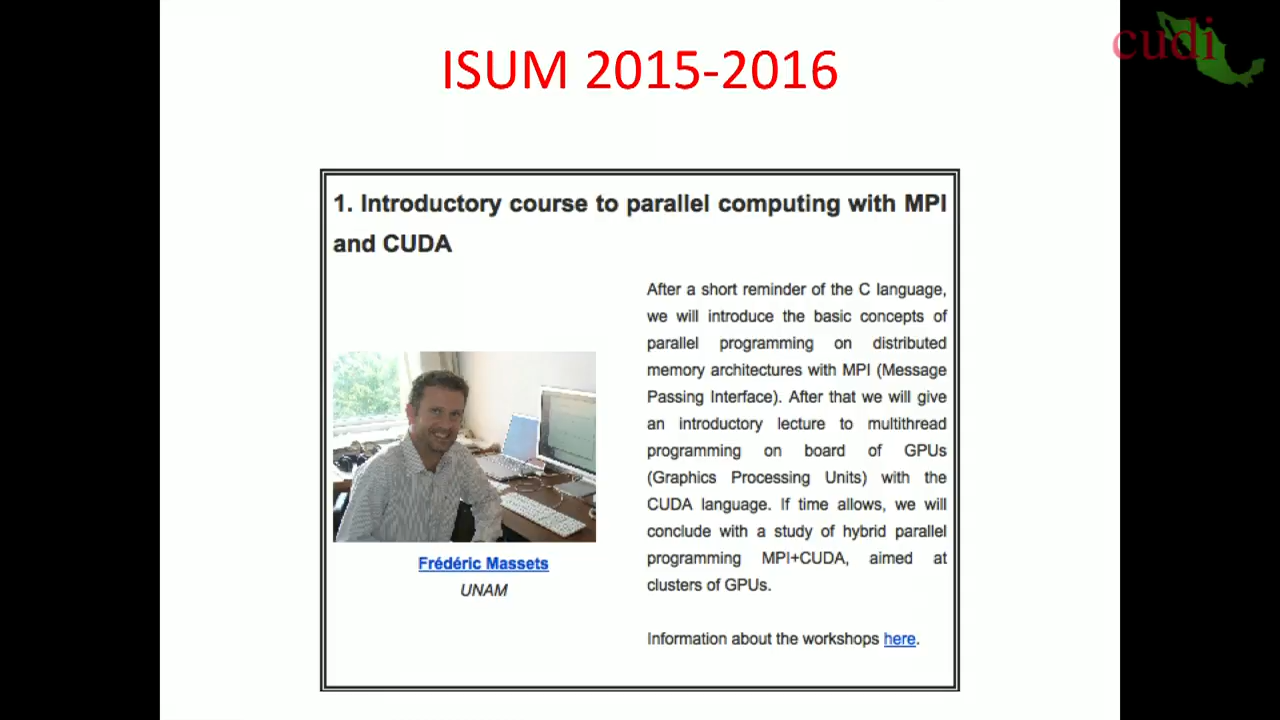 ISUM 2015-2016
cudi
1. Introductory course to parallel computing with MPI
and CUDA
After a short reminder of the C language,
we will introduce the basic concepts of
parallel programming on distributed
memory architectures with MPI (Message
Passing Interface). After that we will give
an introductory lecture to multithread
programming on board of GPUs
(Graphics Processing Units) with the
CUDA language. If time allows, we will
conclude with a study of hybrid parallel
programming MPI+CUDA, aimed at
clusters of GPUs.
Information about the workshops here.
Frédéric Massets
UNAM